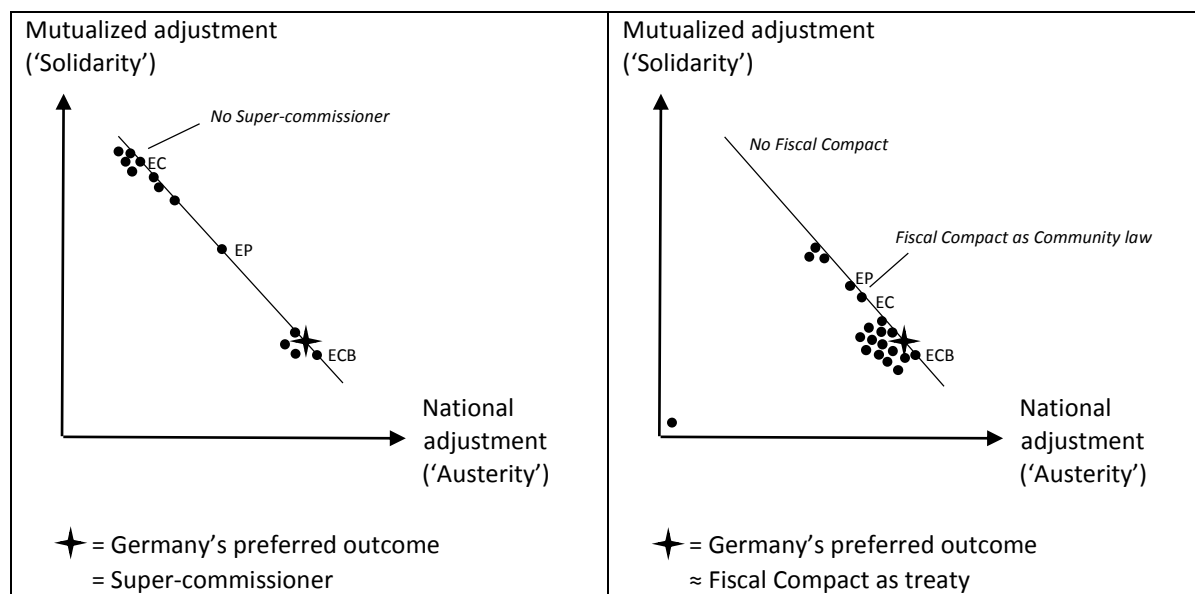 Mutualized adjustment
(‘Solidarity’)
No Super-commissioner
EC
EP
ECB
National
adjustment
(‘Austerity’)
= Germany’s preferred outcome
= Super-commissioner
Mutualized adjustment
(‘Solidarity’)
No Fiscal Compact
Fiscal Compact as Community law
EP
EC
ECB
National
adjustment
(‘Austerity’)
= Germany’s preferred outcome
≈ Fiscal Compact as treaty